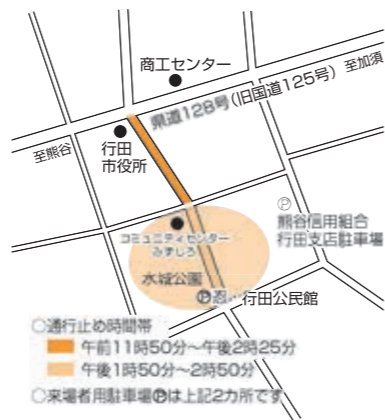 商工センター
県道128号(旧国道125号)
至加須
至熊谷
行田
市役所
Ⓟ
熊谷信用組合
行田支店駐車場
コミュニティセンター
みずしろ
水城公園
Ⓟ忍・行田公民館
○通行止め時間帯
午前11時50分～午後2時25分
午後1時50分～2時50分
○来場者用駐車場Ⓟは上記2カ所です